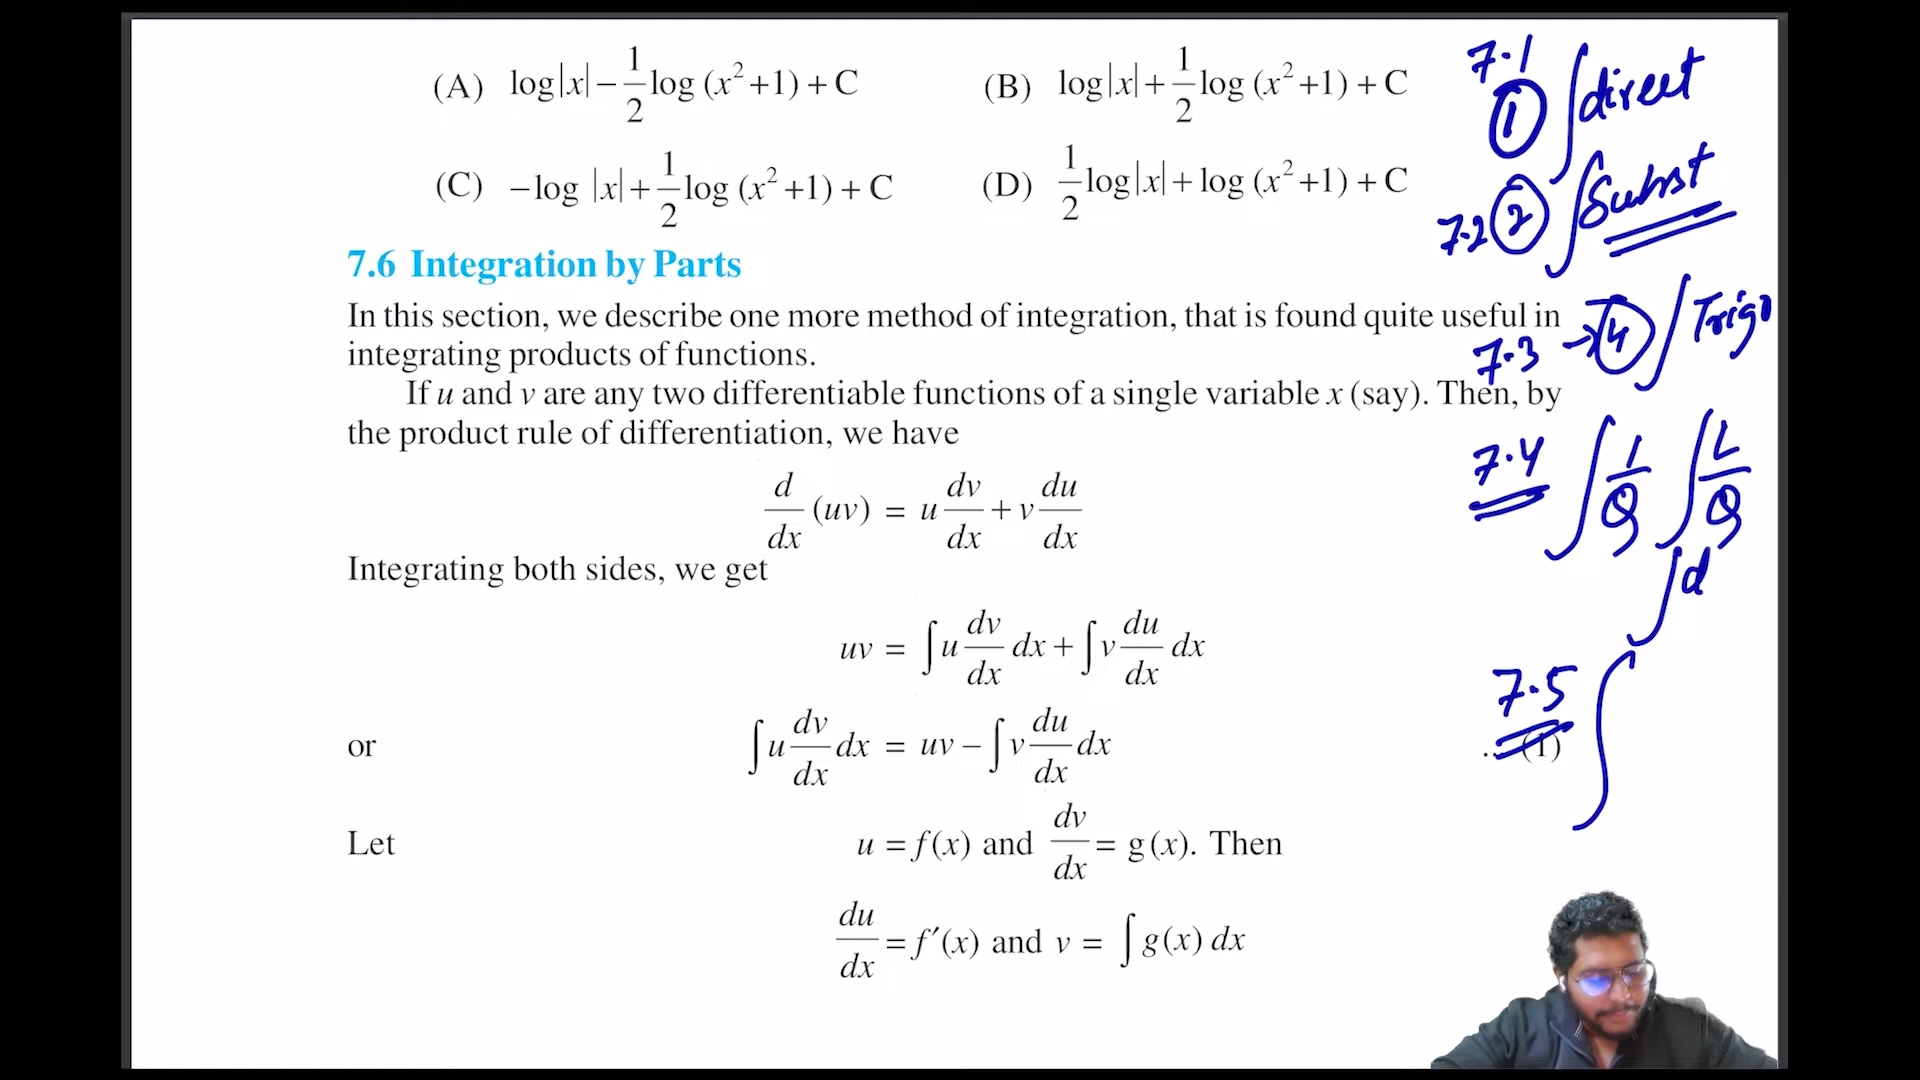 (A) log|x| − 1/2 log (x²+1) + C (B) log|x| + 1/2 log (x²+1) + C
(C) −log |x| + 1/2 log (x²+1) + C (D) 1/2 log|x| + log (x²+1) + C
7.6 Integration by Parts
In this section, we describe one more method of integration, that is found quite useful in
integrating products of functions.
If u and v are any two differentiable functions of a single variable x (say). Then, by
the product rule of differentiation, we have
d/dx (uv) = u dv/dx + v du/dx
Integrating both sides, we get
uv = ∫u dv/dx dx + ∫v du/dx dx
or ∫u dv/dx dx = uv − ∫v du/dx dx ... (1)
Let u = f(x) and dv/dx = g(x). Then
du/dx = f′(x) and v = ∫g(x) dx
7.1
① ∫direct
7.2 ② ∫Subst
7.3 → ④ ∫Trigo
7.4 ∫1/Q ∫L/Q
∫d
7.5 ∫